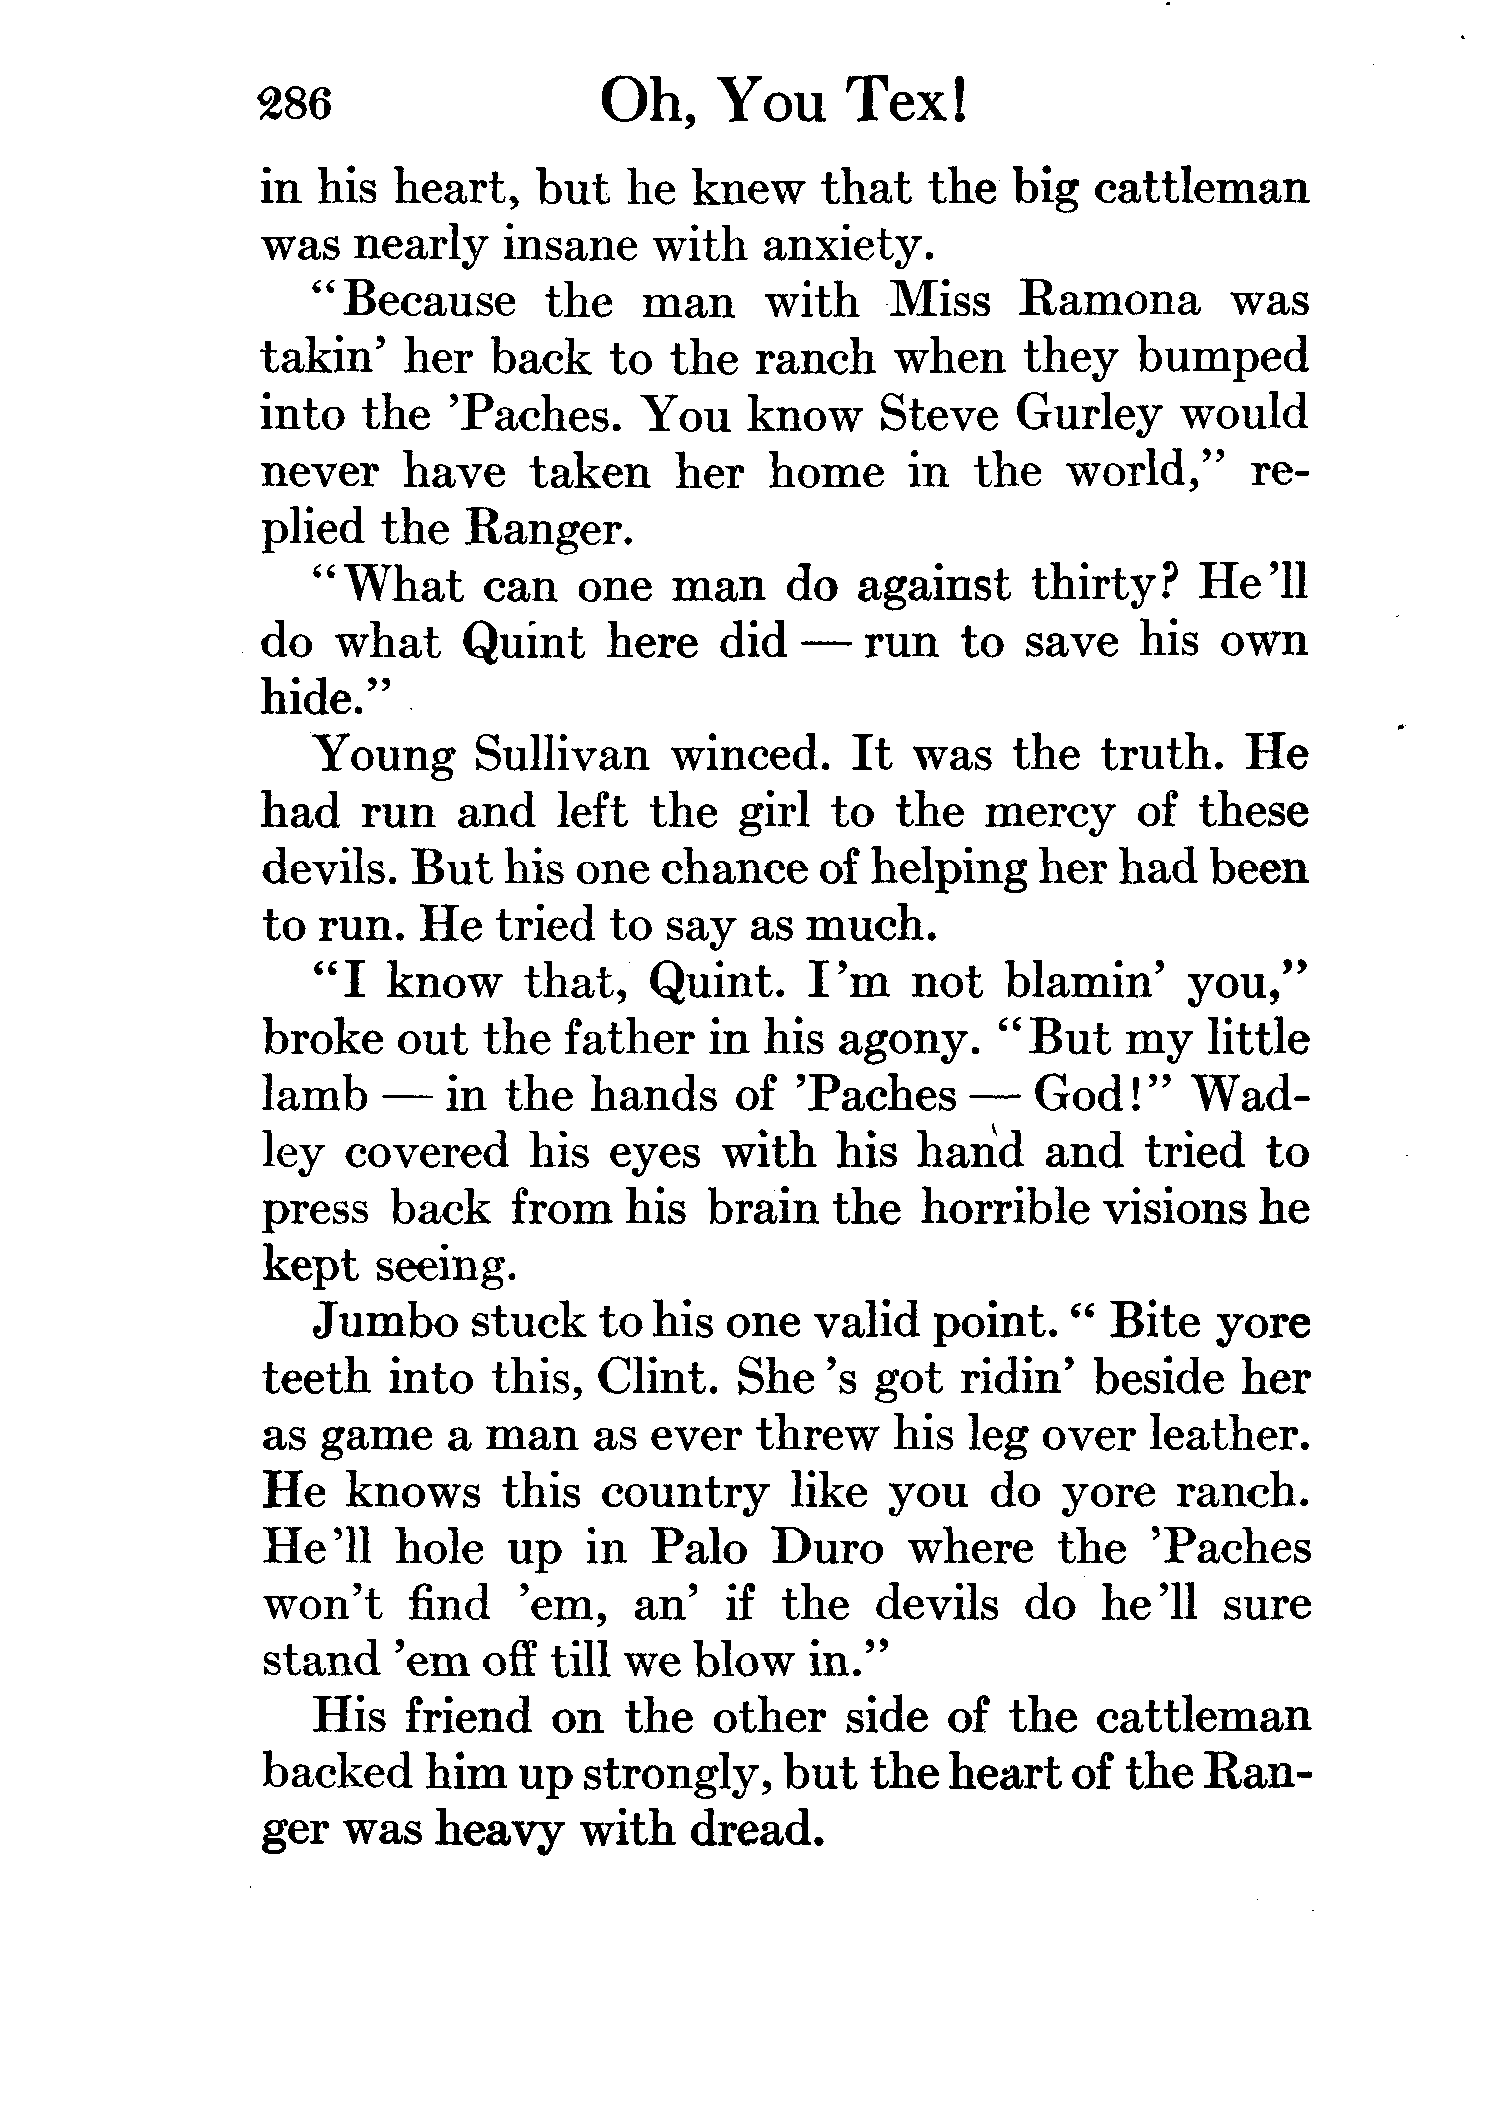 286 Oh, You Tex!
in his heart, but he knew that the big cattleman
was nearly insane with anxiety.
“Because the man with Miss Ramona was
takin’ her back to the ranch when they bumped
into the ’Paches. You know Steve Gurley would
never have taken her home in the world,” re-
plied the Ranger.
“What can one man do against thirty? He’ll
do what Quint here did — run to save his own
hide.”
Young Sullivan winced. It was the truth. He
had run and left the girl to the mercy of these
devils. But his one chance of helping her had been
to run. He tried to say as much.
“I know that, Quint. I’m not blamin’ you,”
broke out the father in his agony. “But my little
lamb — in the hands of ’Paches — God!” Wad-
ley covered his eyes with his hand and tried to
press back from his brain the horrible visions he
kept seeing.
Jumbo stuck to his one valid point. “ Bite yore
teeth into this, Clint. She’s got ridin’ beside her
as game a man as ever threw his leg over leather.
He knows this country like you do yore ranch.
He’ll hole up in Palo Duro where the ’Paches
won’t find ’em, an’ if the devils do he’ll sure
stand ’em off till we blow in.”
His friend on the other side of the cattleman
backed him up strongly, but the heart of the Ran-
ger was heavy with dread.